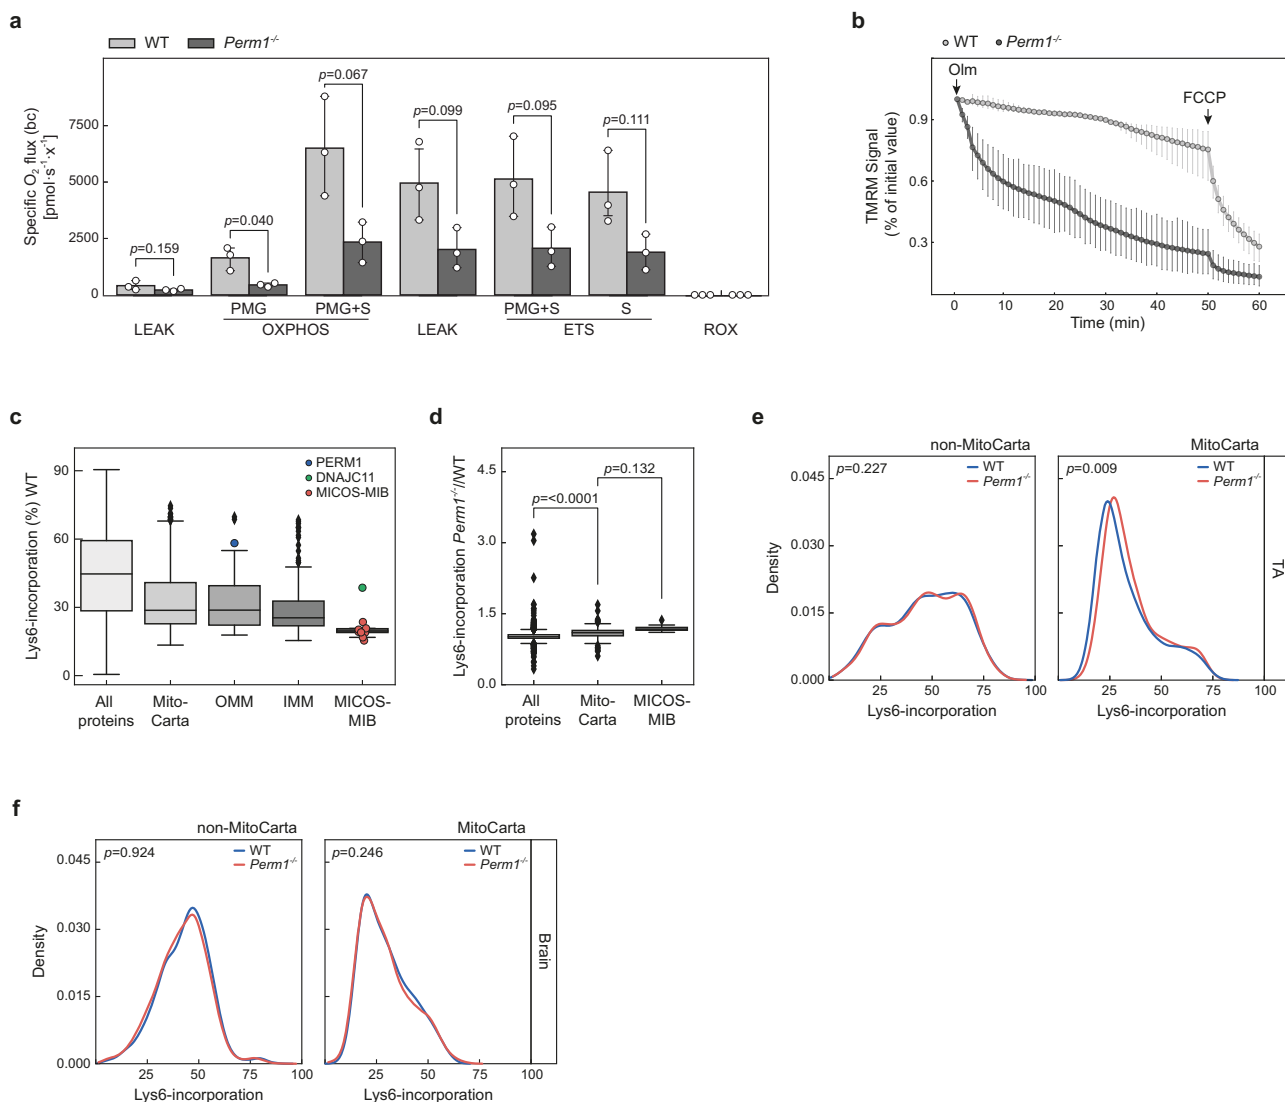 a
WT Perm1-/-
Specific O2 flux (bc)
[pmol·s-1·x-1]
7500
5000
2500
0
p=0.159
p=0.040
p=0.067
p=0.099
p=0.095
p=0.111
PMG PMG+S PMG+S S
LEAK OXPHOS LEAK ETS ROX
b
WT Perm1-/-
Olm
FCCP
TMRM Signal
(% of initial value)
0.9
0.6
0.3
0 10 20 30 40 50 60
Time (min)
c
Lys6-incorporation (%) WT
90
60
30
0
PERM1
DNAJC11
MICOS-MIB
All proteins
Mito-Carta
OMM
IMM
MICOS-MIB
d
Lys6-incorporation Perm1-/-/WT
4.5
3.0
1.5
0.0
p=<0.0001
p=0.132
All proteins
Mito-Carta
MICOS-MIB
e
non-MitoCarta
p=0.227
WT
Perm1-/-
Density
0.045
0.030
0.015
0.000
25 50 75 100
Lys6-incorporation
MitoCarta
p=0.009
WT
Perm1-/-
25 50 75 100
Lys6-incorporation
TA
f
non-MitoCarta
p=0.924
WT
Perm1-/-
Density
0.045
0.030
0.015
0.000
25 50 75 100
Lys6-incorporation
MitoCarta
p=0.246
WT
Perm1-/-
25 50 75 100
Lys6-incorporation
Brain